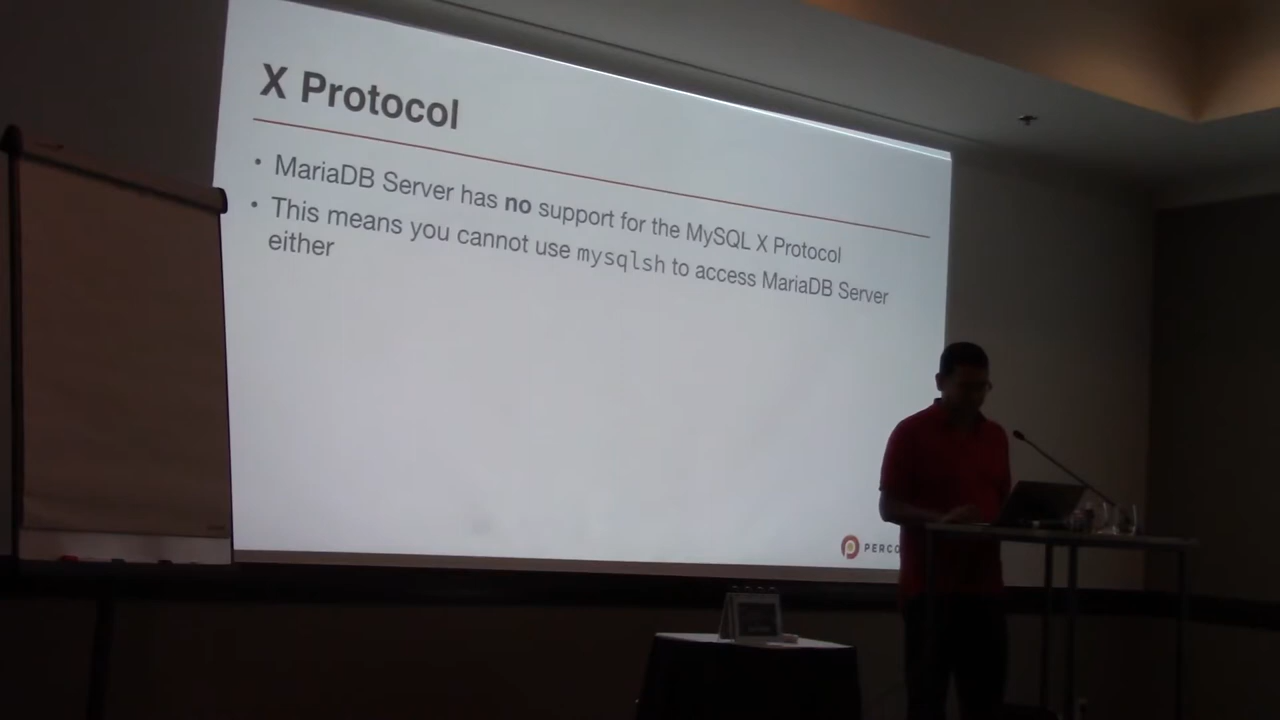 X Protocol
• MariaDB Server has no support for the MySQL X Protocol
• This means you cannot use mysqlsh to access MariaDB Server
either
PERCO